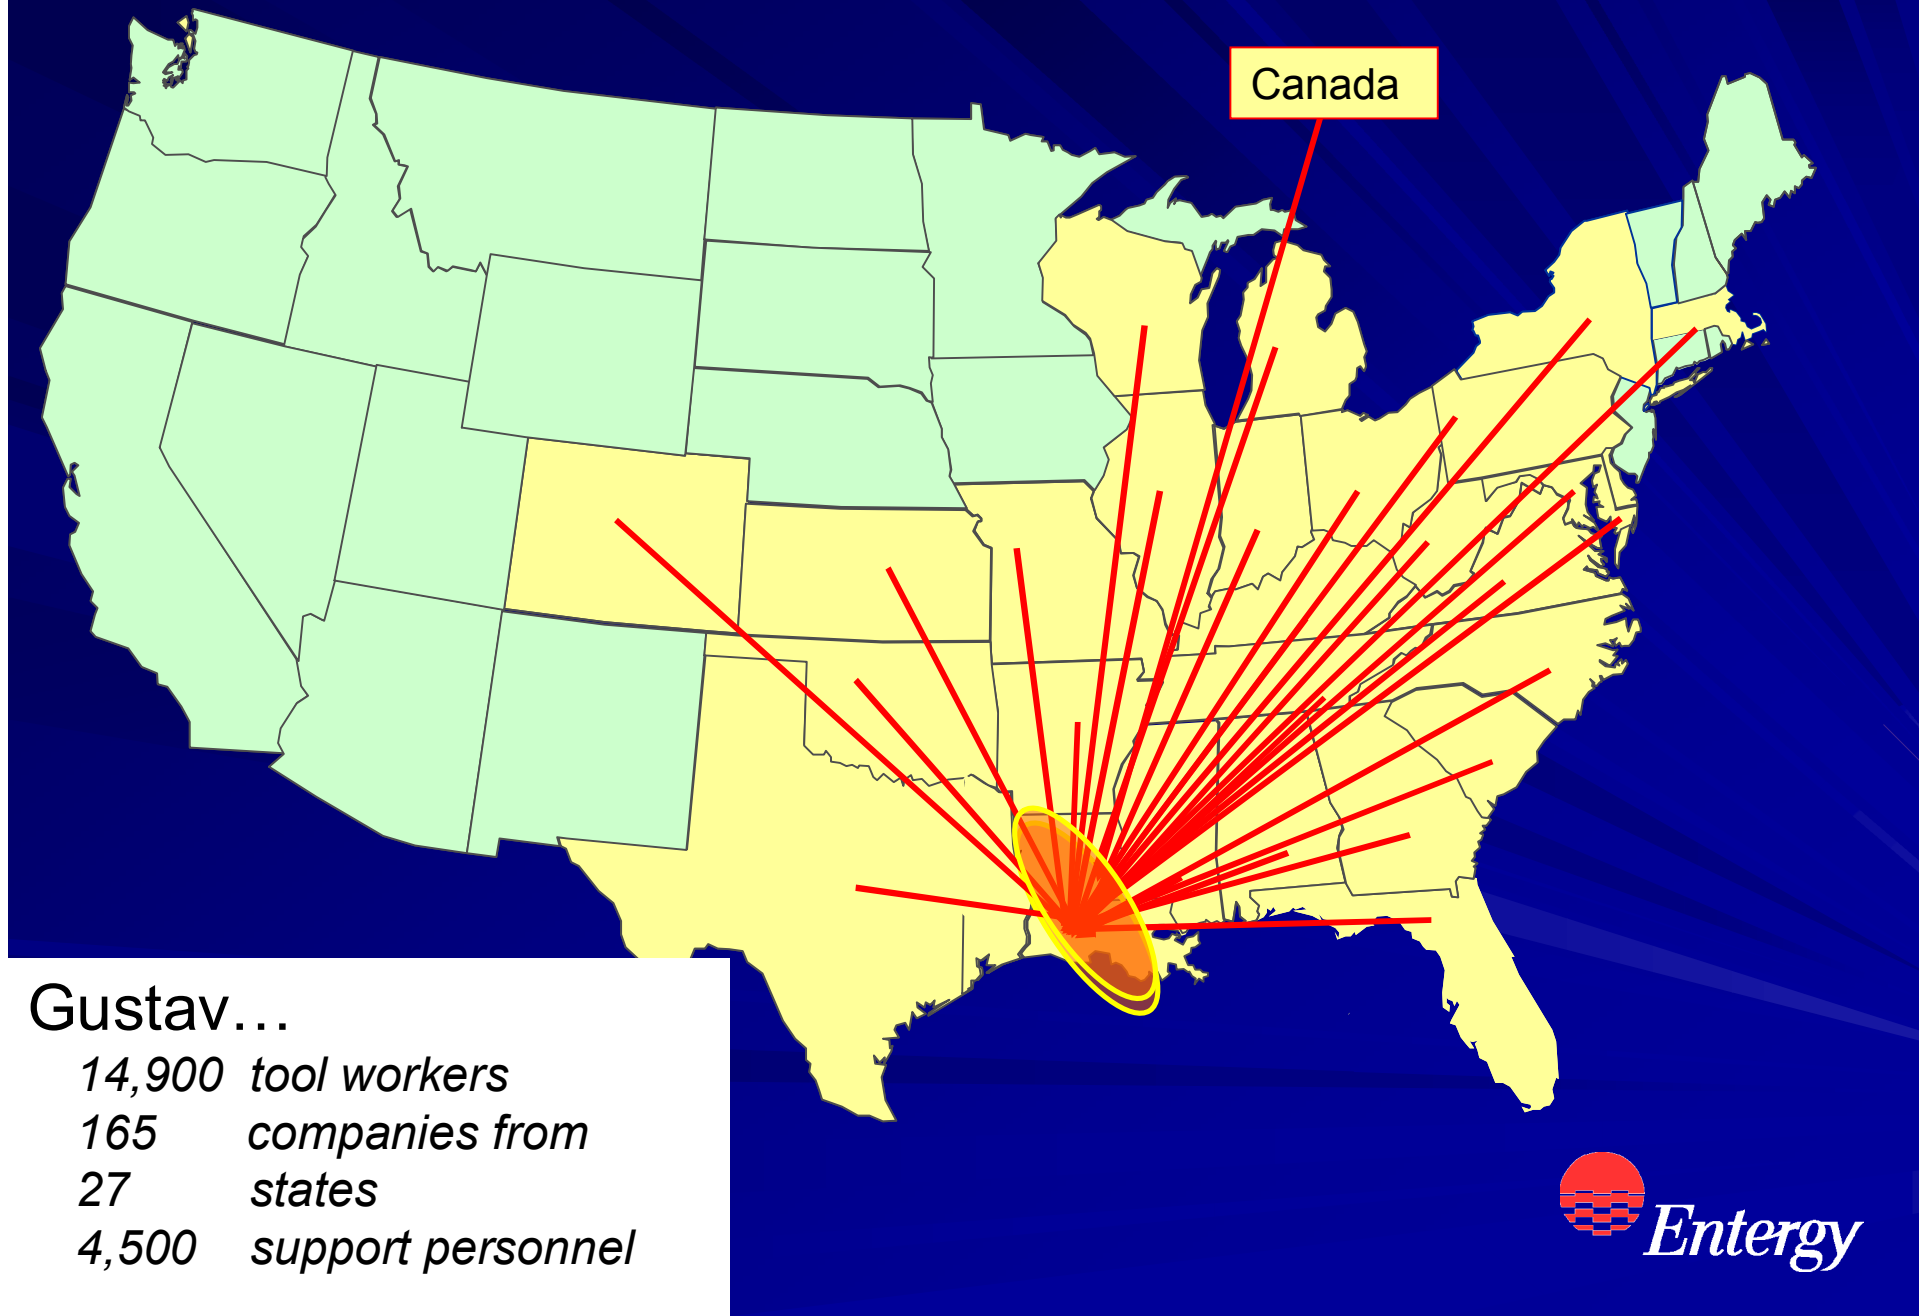 Canada
Gustav…
14,900 tool workers
165 companies from
27 states
4,500 support personnel
Entergy